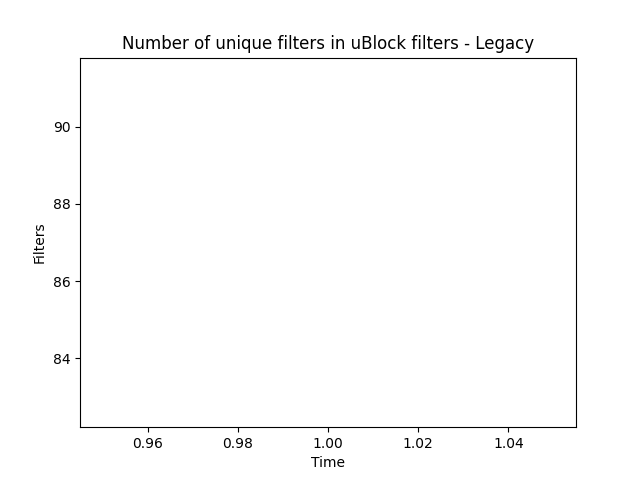 Number of unique filters in uBlock filters - Legacy
90
88
86
84
Filters
0.96 0.98 1.00 1.02 1.04
Time